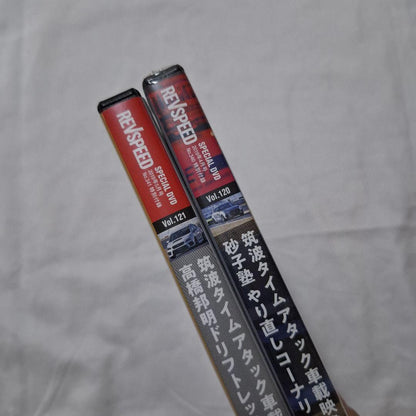 REVSPEED
SPECIAL DVD
Vol.121
筑波タイムアタック車載
高橋邦明ドリフトレッ
REVSPEED
SPECIAL DVD
Vol.120
筑波タイムアタック車載映
砂子塾 やり直しコーナリ